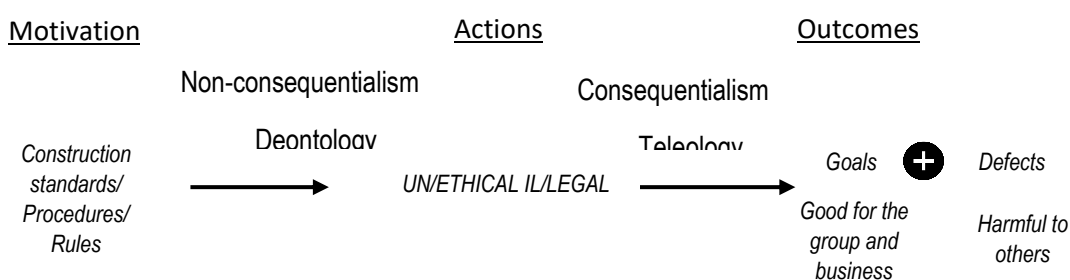 Motivation
Actions
Outcomes
Non-consequentialism
Consequentialism
Deontology
Teleology
Construction
standards/
Procedures/
Rules
UN/ETHICAL IL/LEGAL
Goals + Defects
Good for the
group and
business
Harmful to
others